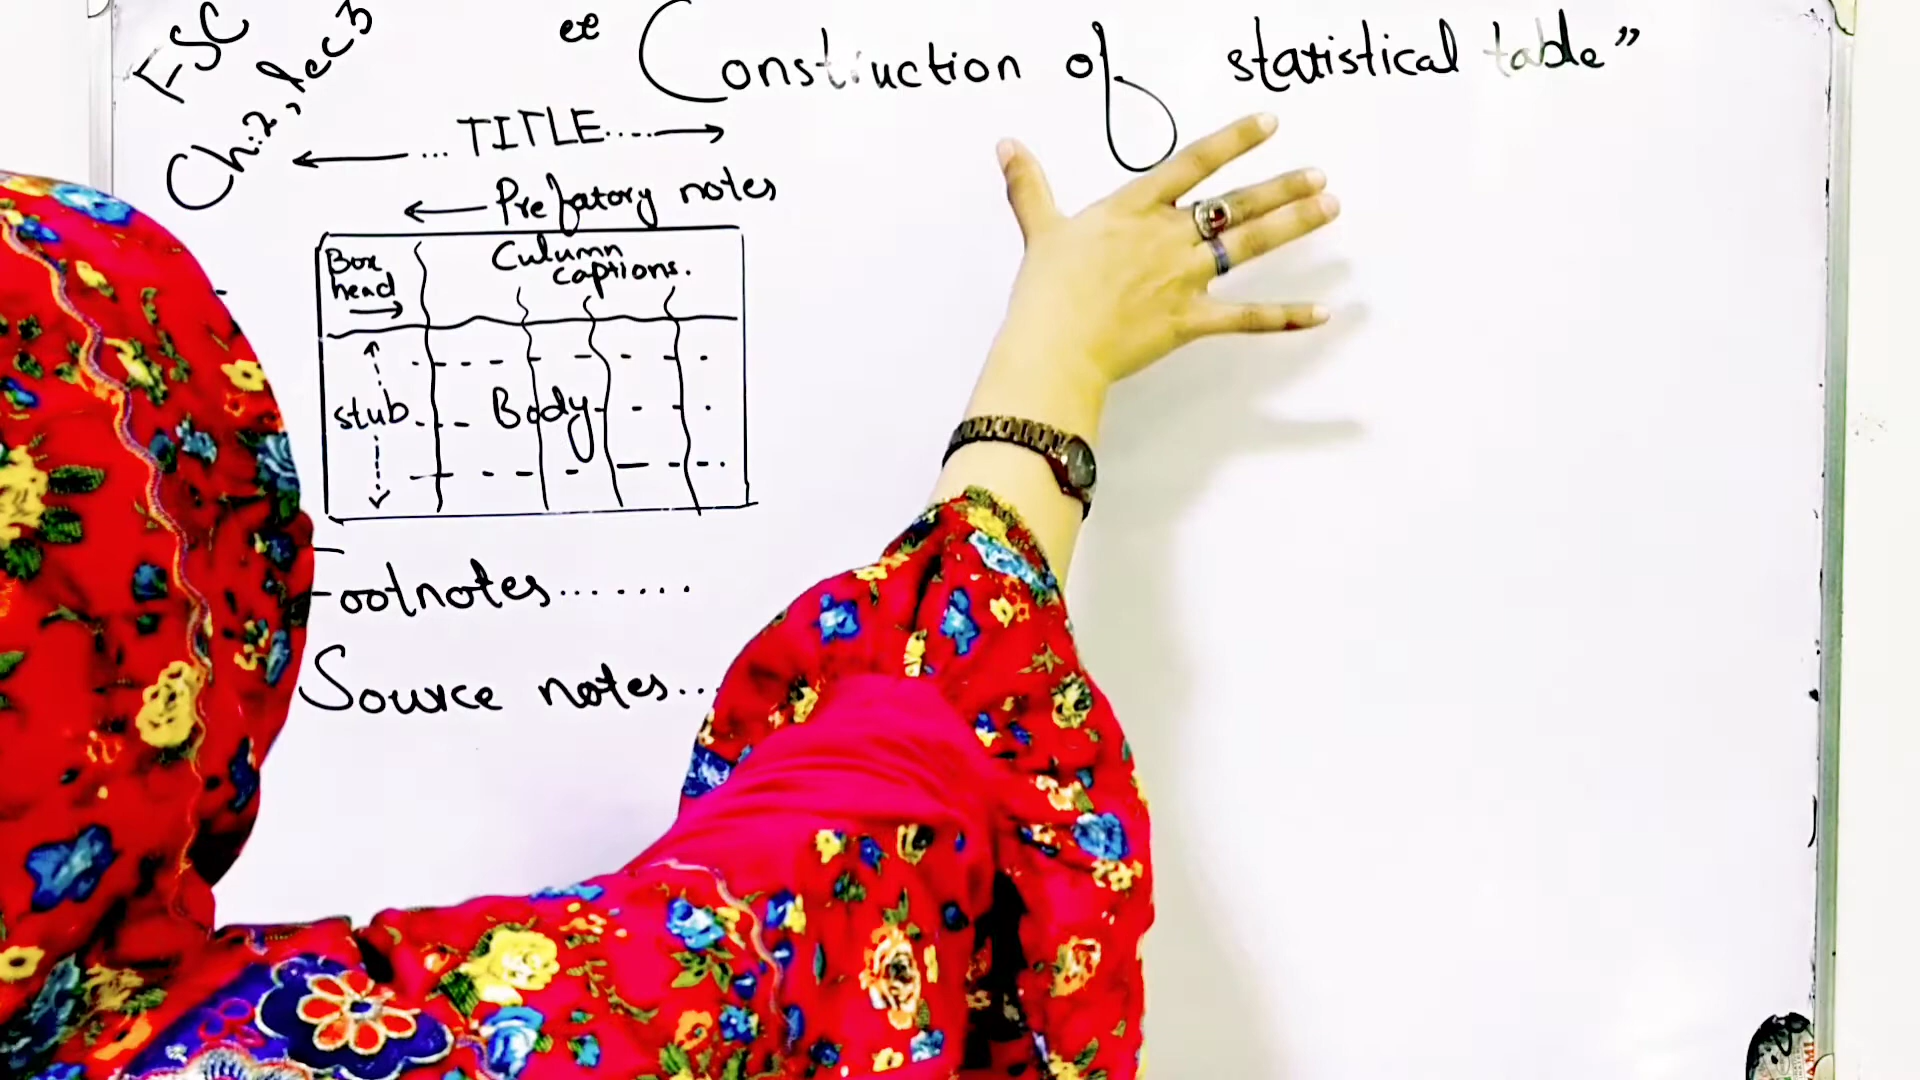 FSC
Ch:2, lec 3
“ Construction of statistical table”
... TITLE.....
Prefatory notes
Box head
Culumn captions.
stub
Body
Footnotes.......
Source notes...